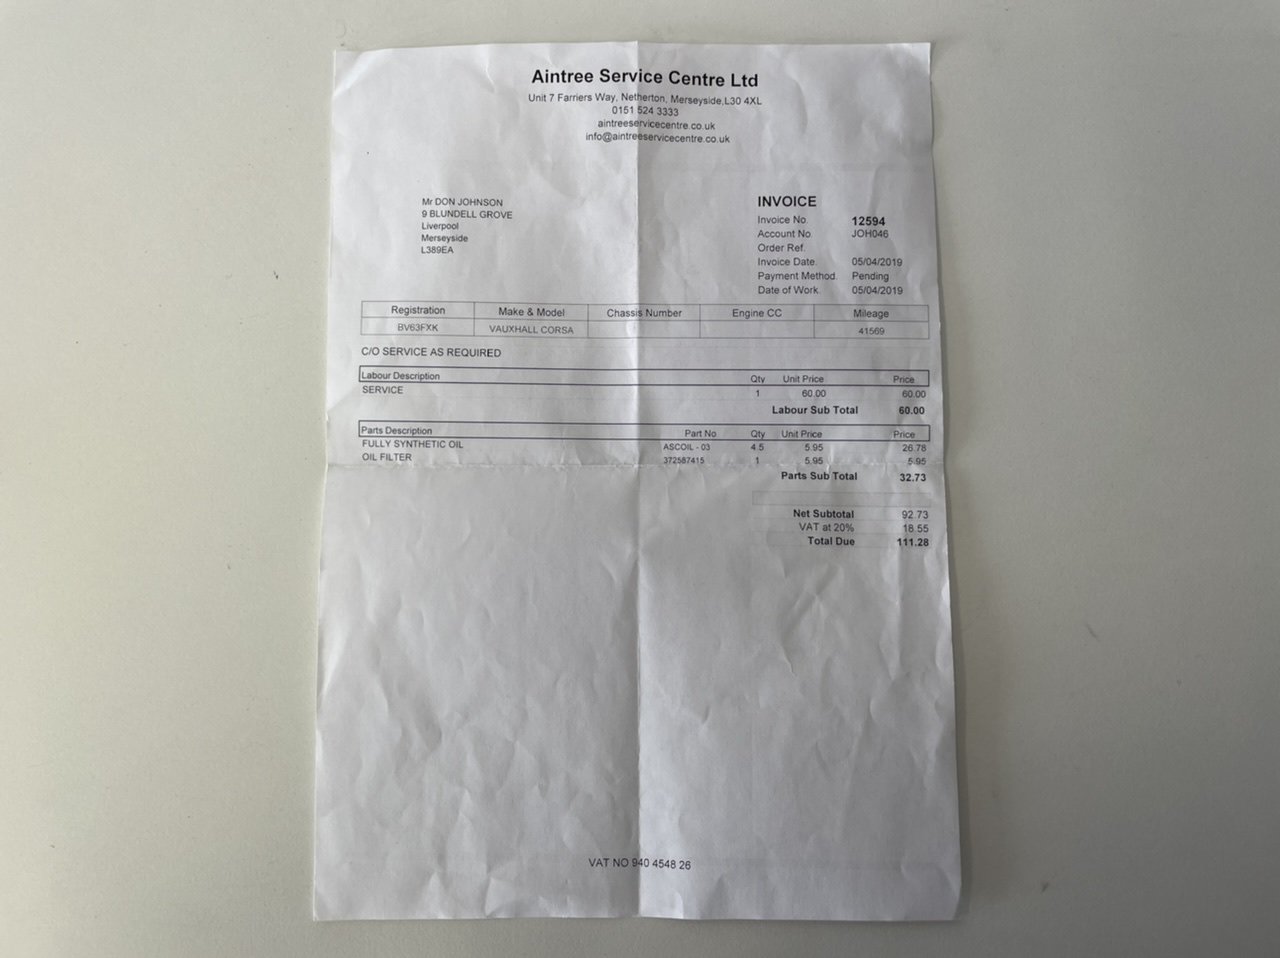 Aintree Service Centre Ltd
Unit 7 Farriers Way, Netherton, Merseyside,L30 4XL
0151 524 3333
aintreeservicecentre.co.uk
info@aintreeservicecentre.co.uk
Mr DON JOHNSON
9 BLUNDELL GROVE
Liverpool
Merseyside
L389EA
INVOICE
Invoice No. 12594
Account No. JOH046
Order Ref.
Invoice Date. 05/04/2019
Payment Method. Pending
Date of Work. 05/04/2019
Registration Make & Model Chassis Number Engine CC Mileage
BV63FXK VAUXHALL CORSA 41569
C/O SERVICE AS REQUIRED
Labour Description Qty Unit Price Price
SERVICE 1 60.00 60.00
Labour Sub Total 60.00
Parts Description Part No Qty Unit Price Price
FULLY SYNTHETIC OIL ASCOIL - 03 4.5 5.95 26.78
OIL FILTER 372587415 1 5.95 5.95
Parts Sub Total 32.73
Net Subtotal 92.73
VAT at 20% 18.55
Total Due 111.28
VAT NO 940 4548 26